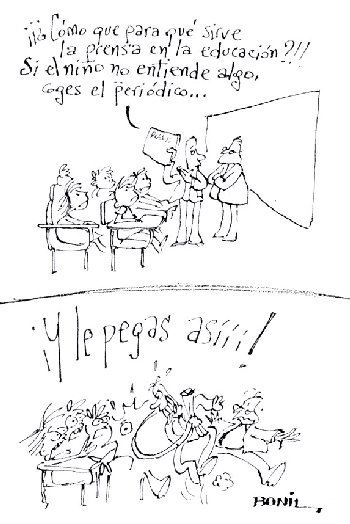 ¡¡¡Cómo que para qué sirve
la prensa en la educación?!!
Si el niño no entiende algo,
coges el periódico...
¡Y le pegas asíííí!
BONIL